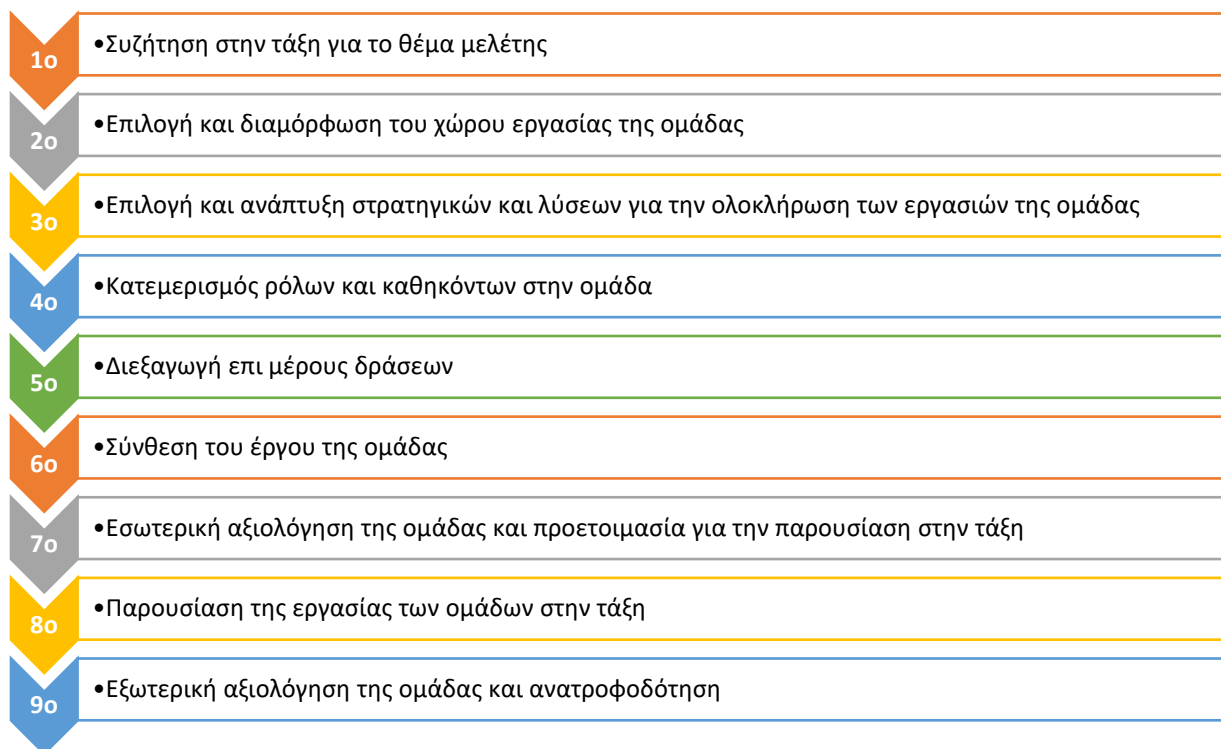 1ο
•Συζήτηση στην τάξη για το θέμα μελέτης
2ο
•Επιλογή και διαμόρφωση του χώρου εργασίας της ομάδας
3ο
•Επιλογή και ανάπτυξη στρατηγικών και λύσεων για την ολοκλήρωση των εργασιών της ομάδας
4ο
•Κατεμερισμός ρόλων και καθηκόντων στην ομάδα
5ο
•Διεξαγωγή επι μέρους δράσεων
6ο
•Σύνθεση του έργου της ομάδας
7ο
•Εσωτερική αξιολόγηση της ομάδας και προετοιμασία για την παρουσίαση στην τάξη
8ο
•Παρουσίαση της εργασίας των ομάδων στην τάξη
9ο
•Εξωτερική αξιολόγηση της ομάδας και ανατροφοδότηση